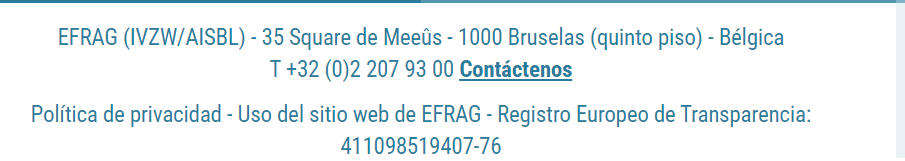 EFRAG (IVZW/AISBL) - 35 Square de Meeûs - 1000 Bruselas (quinto piso) - Bélgica
T +32 (0)2 207 93 00 Contáctenos
Política de privacidad - Uso del sitio web de EFRAG - Registro Europeo de Transparencia:
411098519407-76